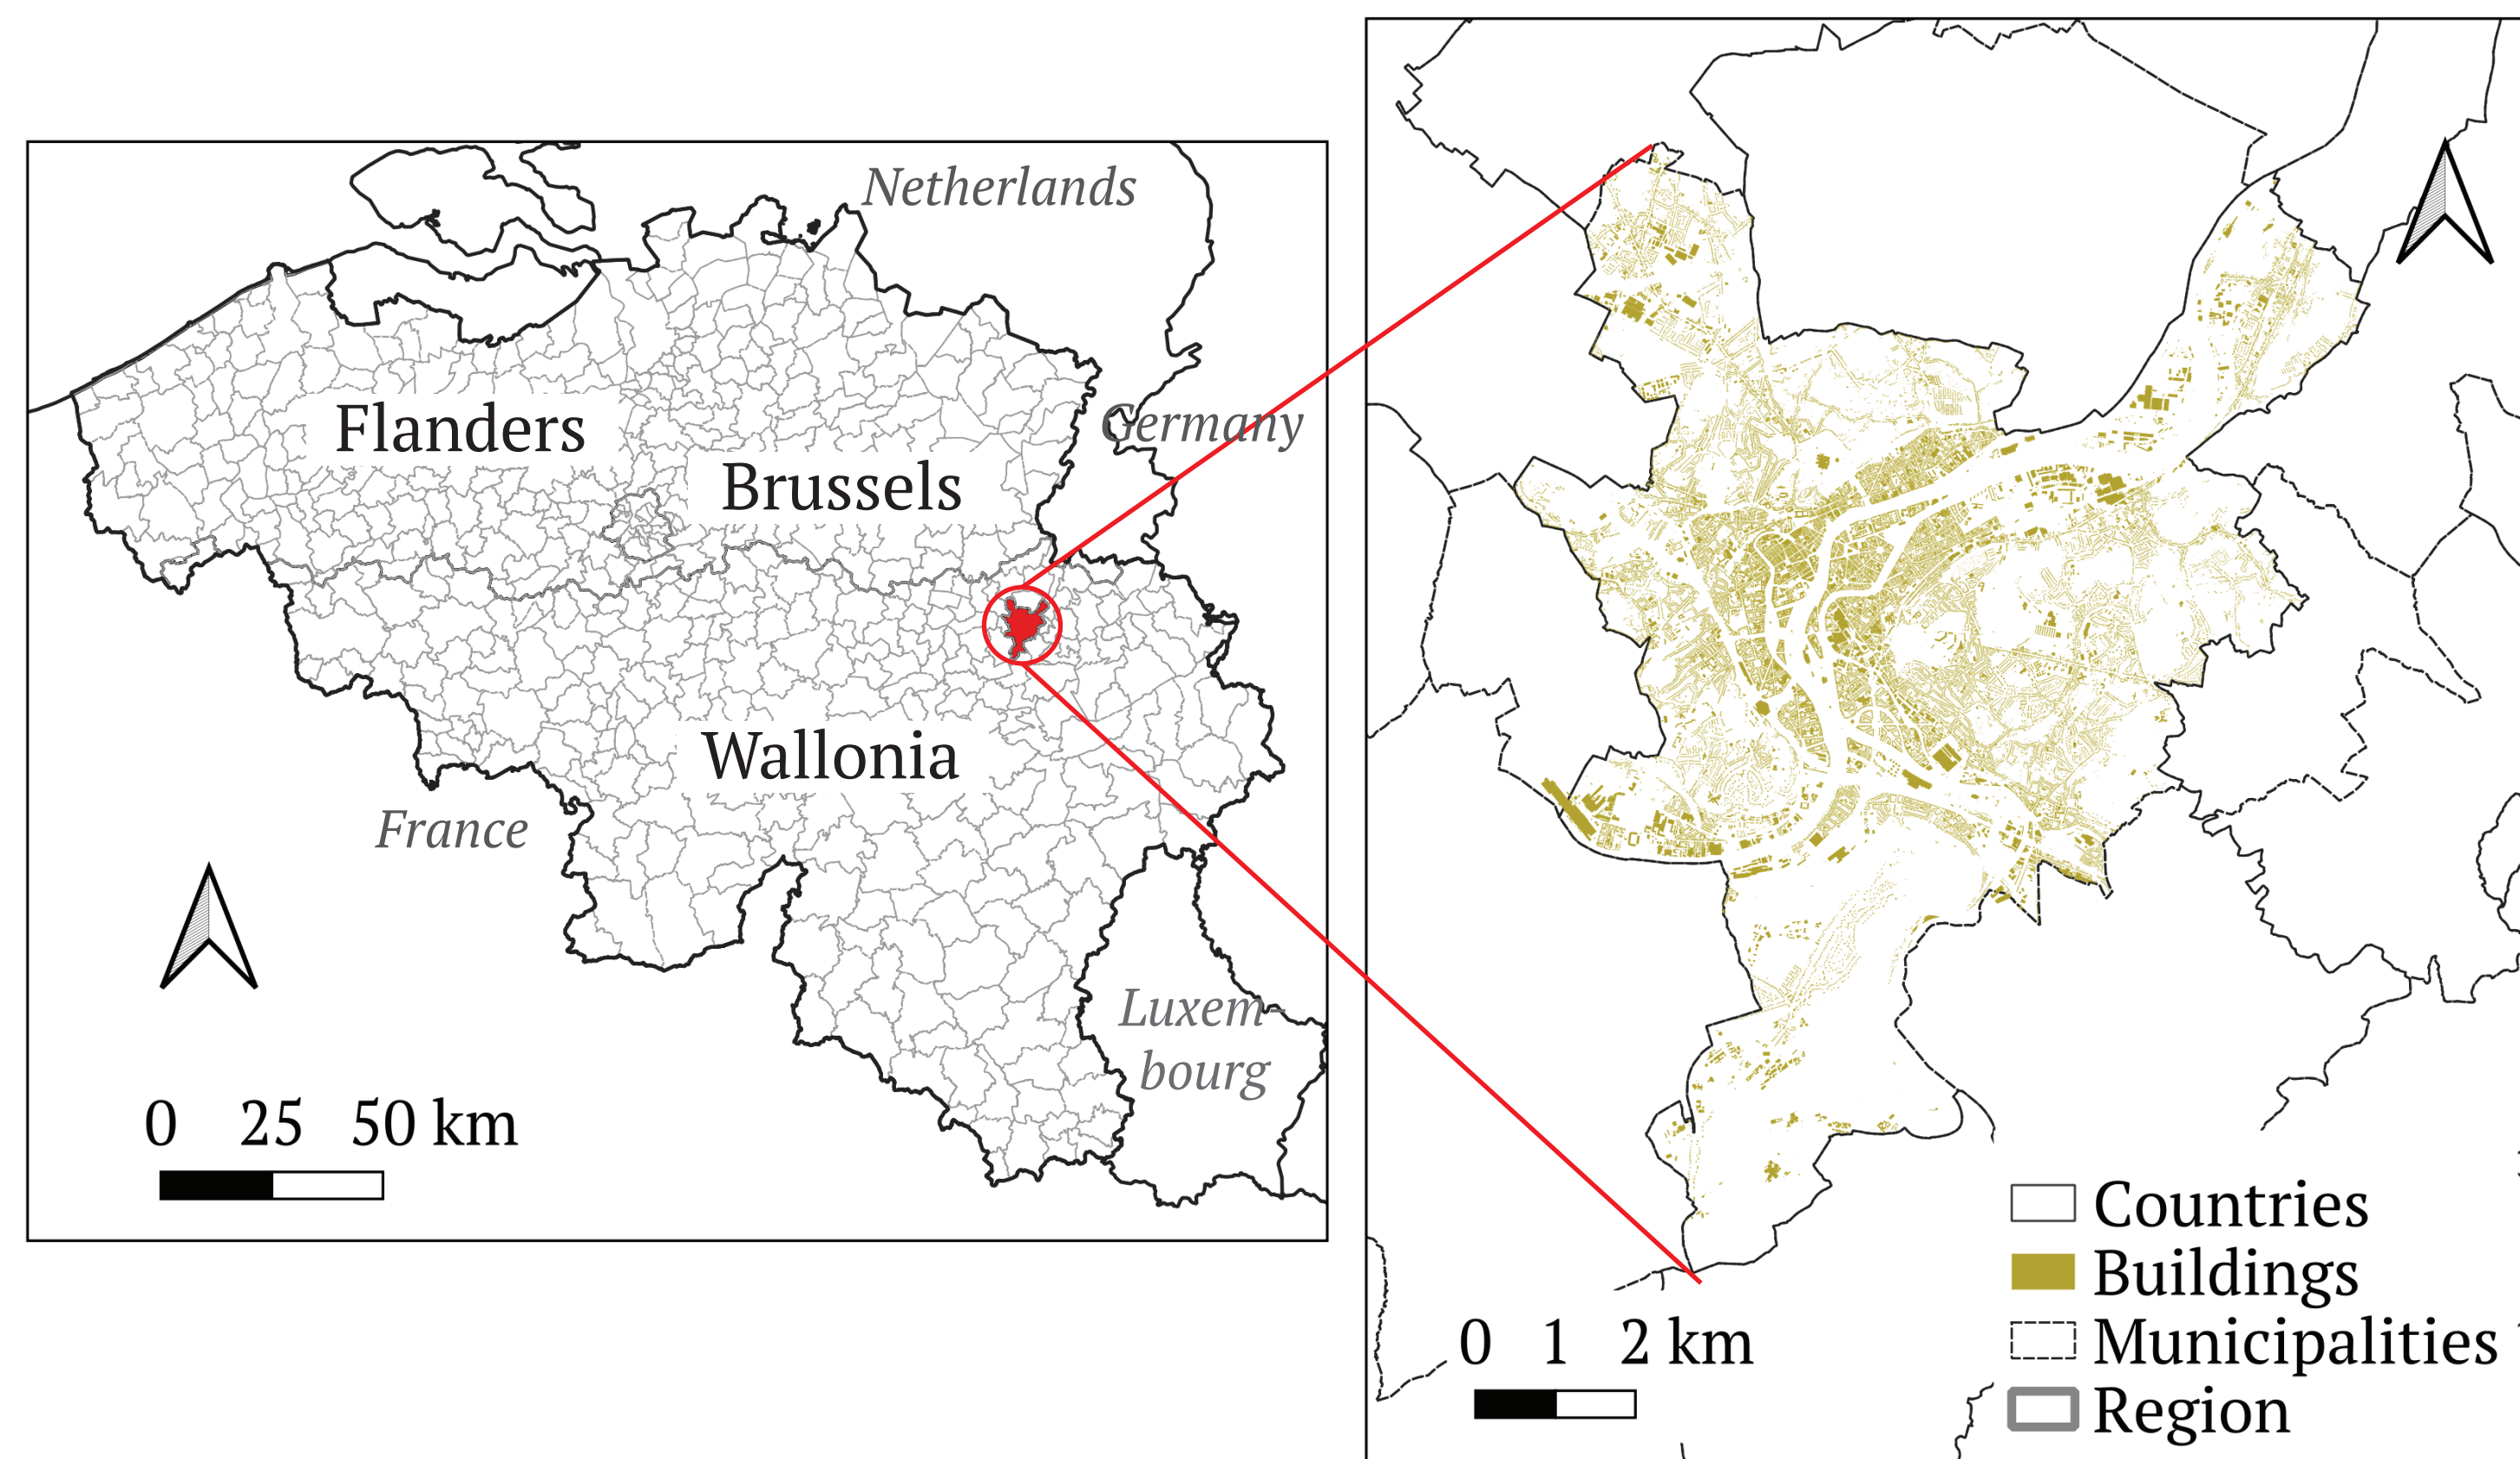 Netherlands
Germany
Flanders
Brussels
Wallonia
France
Luxem-
bourg
0 25 50 km
0 1 2 km
Countries
Buildings
Municipalities
Region